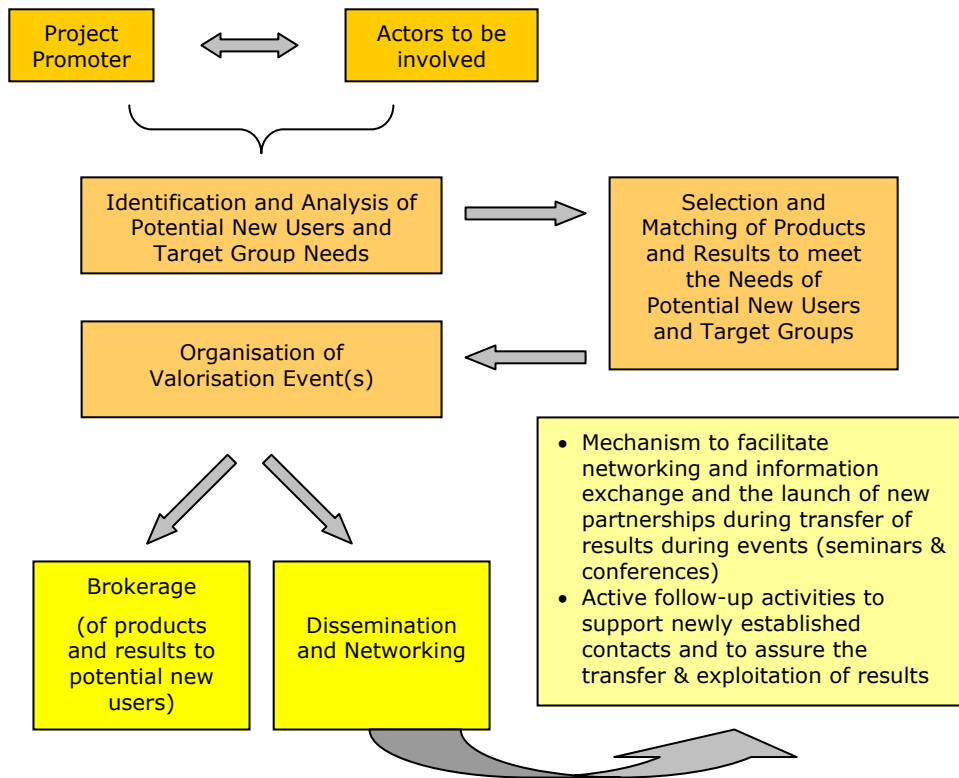 Project
Promoter
Actors to be
involved
Identification and Analysis of
Potential New Users and
Target Group Needs
Selection and
Matching of Products
and Results to meet
the Needs of
Potential New Users
and Target Groups
Organisation of
Valorisation Event(s)
• Mechanism to facilitate
networking and information
exchange and the launch of new
partnerships during transfer of
results during events (seminars &
conferences)
• Active follow-up activities to
support newly established
contacts and to assure the
transfer & exploitation of results
Brokerage
(of products
and results to
potential new
users)
Dissemination
and Networking